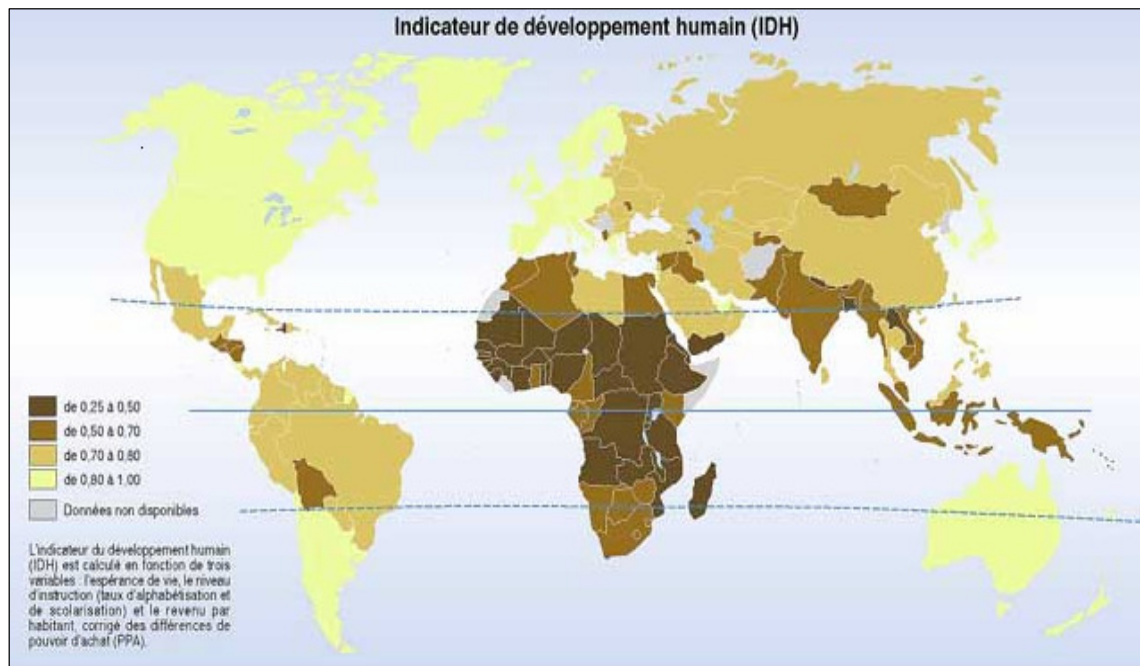 Indicateur de développement humain (IDH)
de 0,25 à 0,50
de 0,50 à 0,70
de 0,70 à 0,80
de 0,80 à 1,00
Données non disponibles
L'indicateur du développement humain
(IDH) est calculé en fonction de trois
variables : l'espérance de vie, le niveau
d'instruction (taux d'alphabétisation et
de scolarisation) et le revenu par
habitant, corrigé des différences de
pouvoir d'achat (PPA).